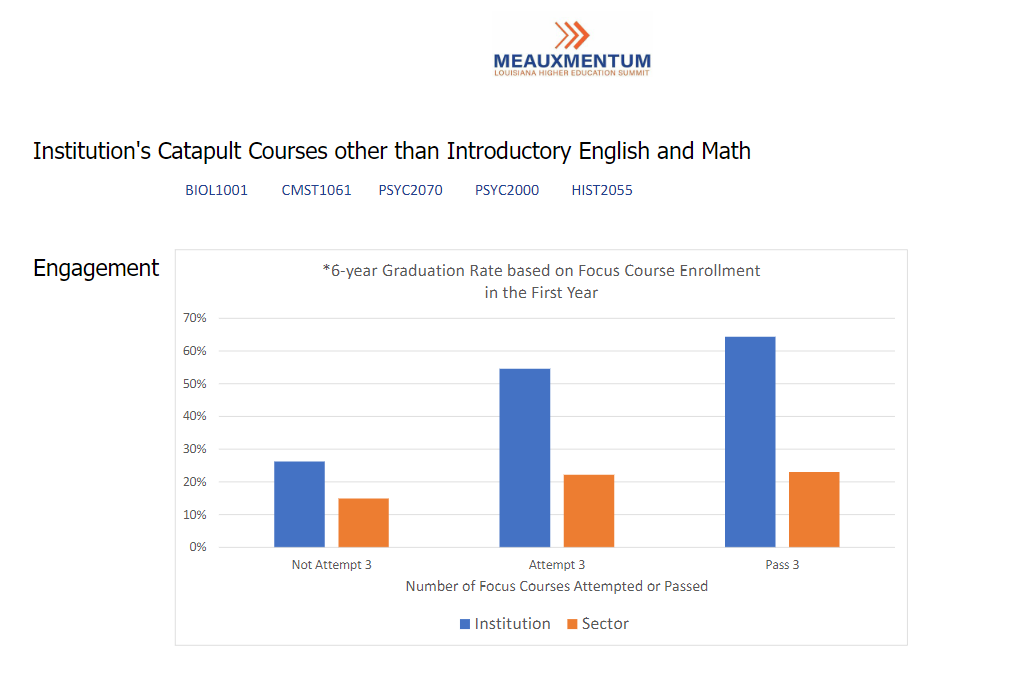 MEAUXMENTUM
LOUISIANA HIGHER EDUCATION SUMMIT
Institution's Catapult Courses other than Introductory English and Math
BIOL1001 CMST1061 PSYC2070 PSYC2000 HIST2055
Engagement
*6-year Graduation Rate based on Focus Course Enrollment
in the First Year
70%
60%
50%
40%
30%
20%
10%
0%
Not Attempt 3 Attempt 3 Pass 3
Number of Focus Courses Attempted or Passed
Institution Sector